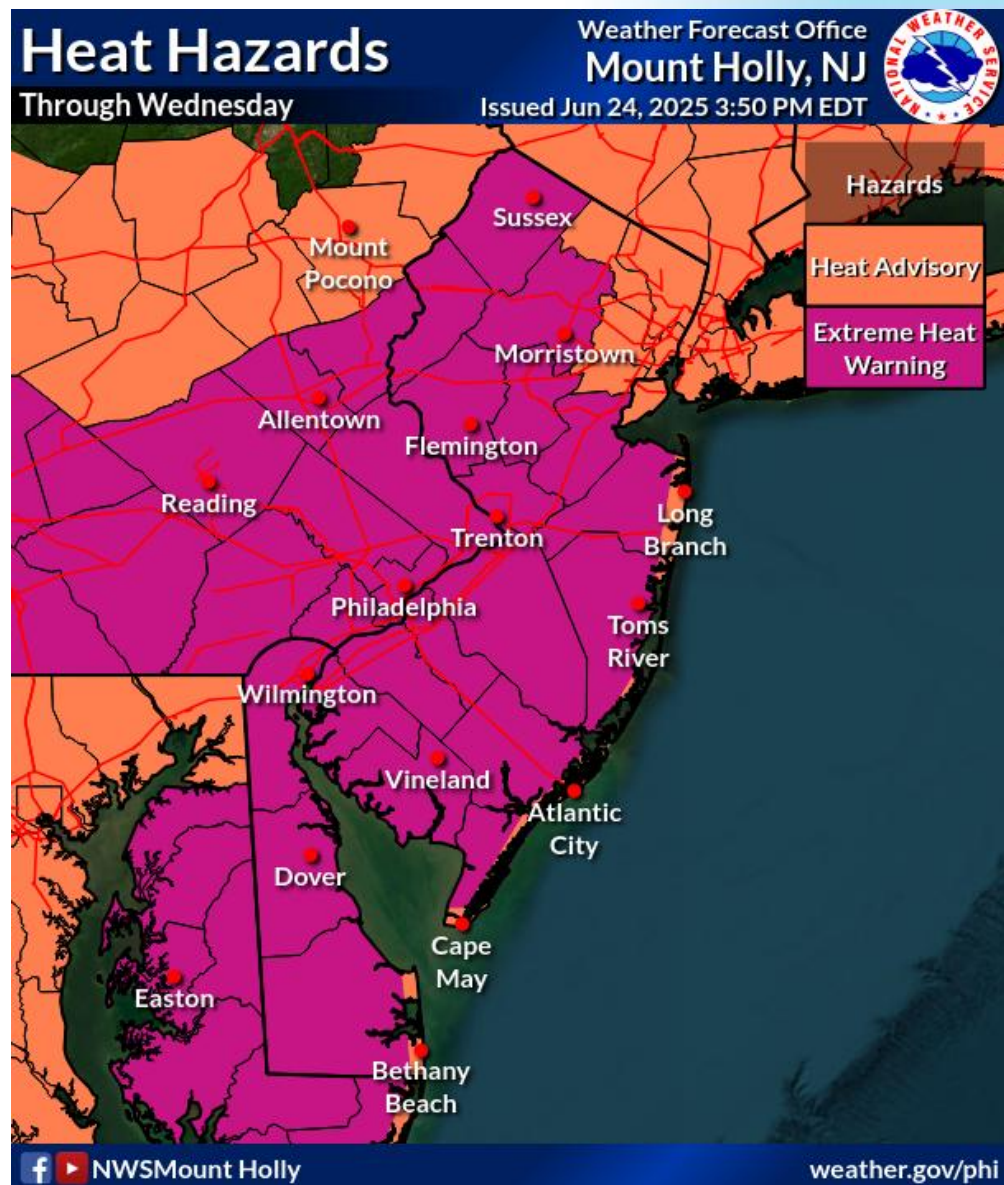 Heat Hazards
Through Wednesday
Weather Forecast Office
Mount Holly, NJ
Issued Jun 24, 2025 3:50 PM EDT
NATIONAL WEATHER SERVICE
Hazards
Heat Advisory
Extreme Heat
Warning
Sussex
Mount
Pocono
Morristown
Allentown
Flemington
Reading
Long
Branch
Trenton
Philadelphia
Toms
River
Wilmington
Vineland
Atlantic
City
Dover
Cape
May
Easton
Bethany
Beach
f NWSMount Holly
weather.gov/phi